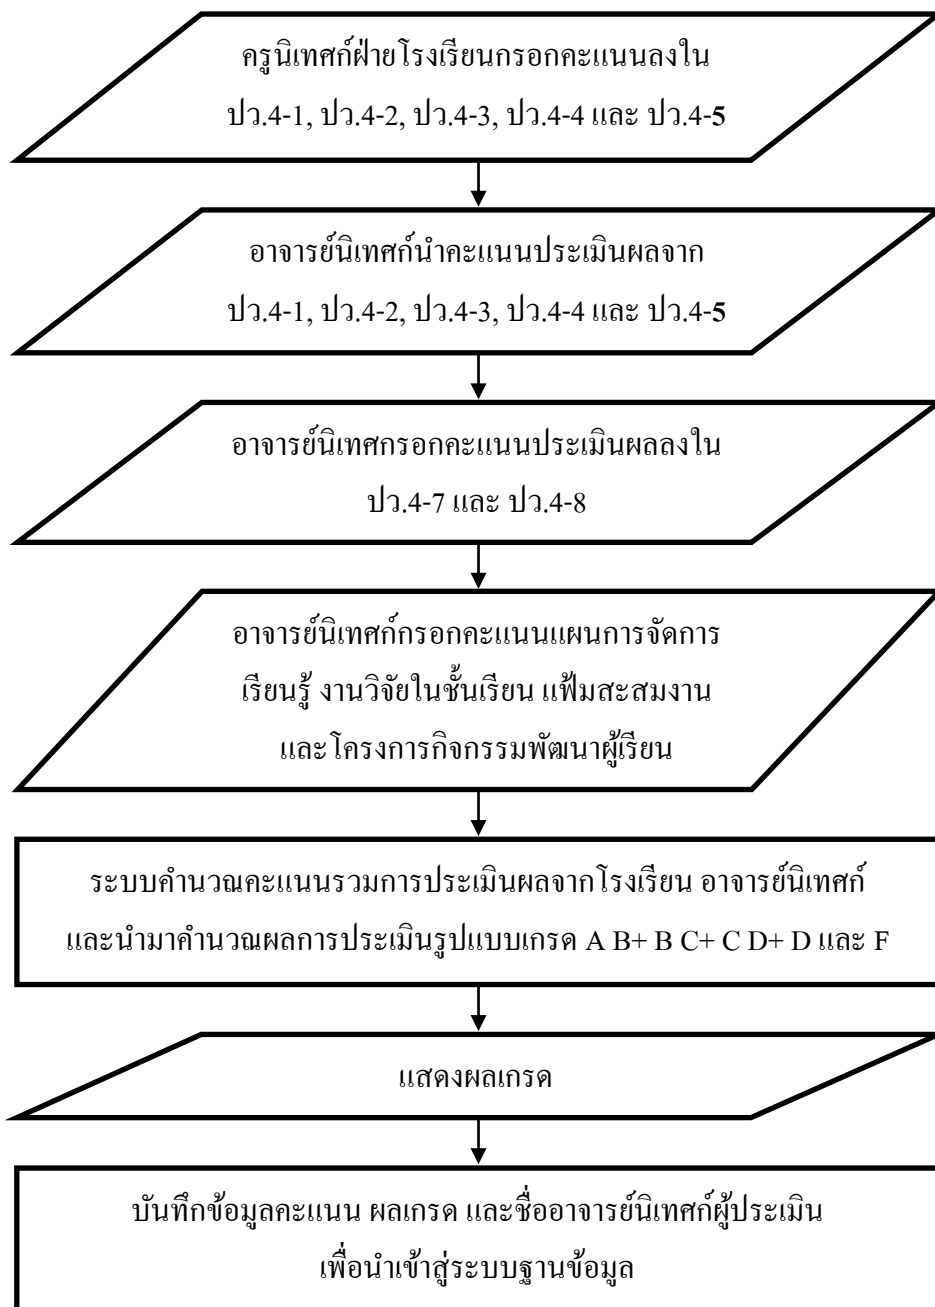 ครูนิเทศก์ฝ่ายโรงเรียนกรอกคะแนนลงใน
ปว.4-1, ปว.4-2, ปว.4-3, ปว.4-4 และ ปว.4-5
อาจารย์นิเทศก์นำคะแนนประเมินผลจาก
ปว.4-1, ปว.4-2, ปว.4-3, ปว.4-4 และ ปว.4-5
อาจารย์นิเทศกรอกคะแนนประเมินผลลงใน
ปว.4-7 และ ปว.4-8
อาจารย์นิเทศก์กรอกคะแนนแผนการจัดการ
เรียนรู้ งานวิจัยในชั้นเรียน แฟ้มสะสมงาน
และโครงการกิจกรรมพัฒนาผู้เรียน
ระบบคำนวณคะแนนรวมการประเมินผลจากโรงเรียน อาจารย์นิเทศก์
และนำมาคำนวณผลการประเมินรูปแบบเกรด A B+ B C+ C D+ D และ F
แสดงผลเกรด
บันทึกข้อมูลคะแนน ผลเกรด และชื่ออาจารย์นิเทศก์ผู้ประเมิน
เพื่อนำเข้าสู่ระบบฐานข้อมูล